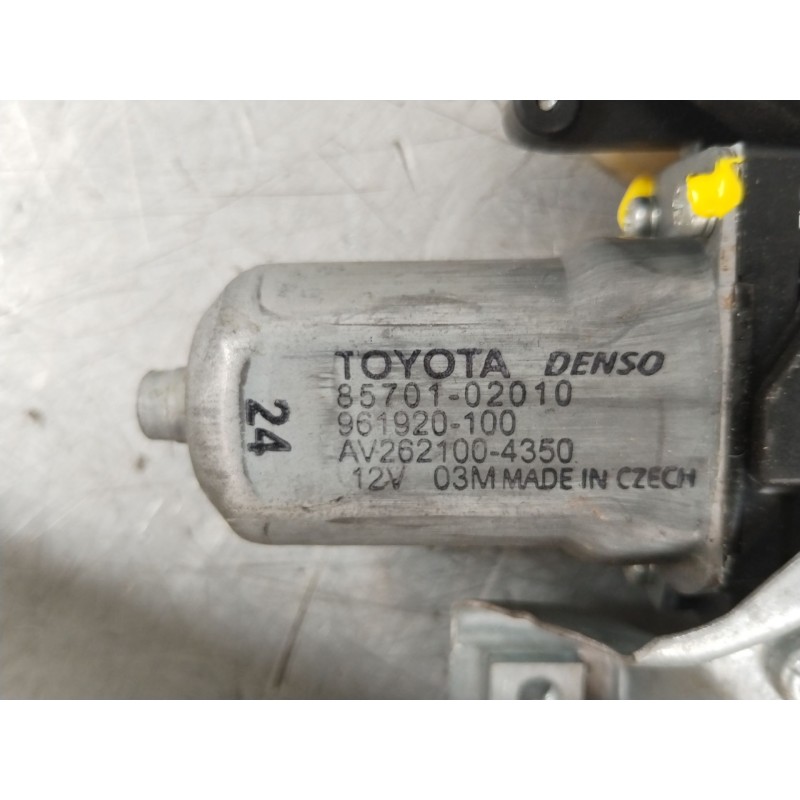 TOYOTA DENSO
85701-02010
961920-100
AV262100-4350
12V 03M MADE IN CZECH
24